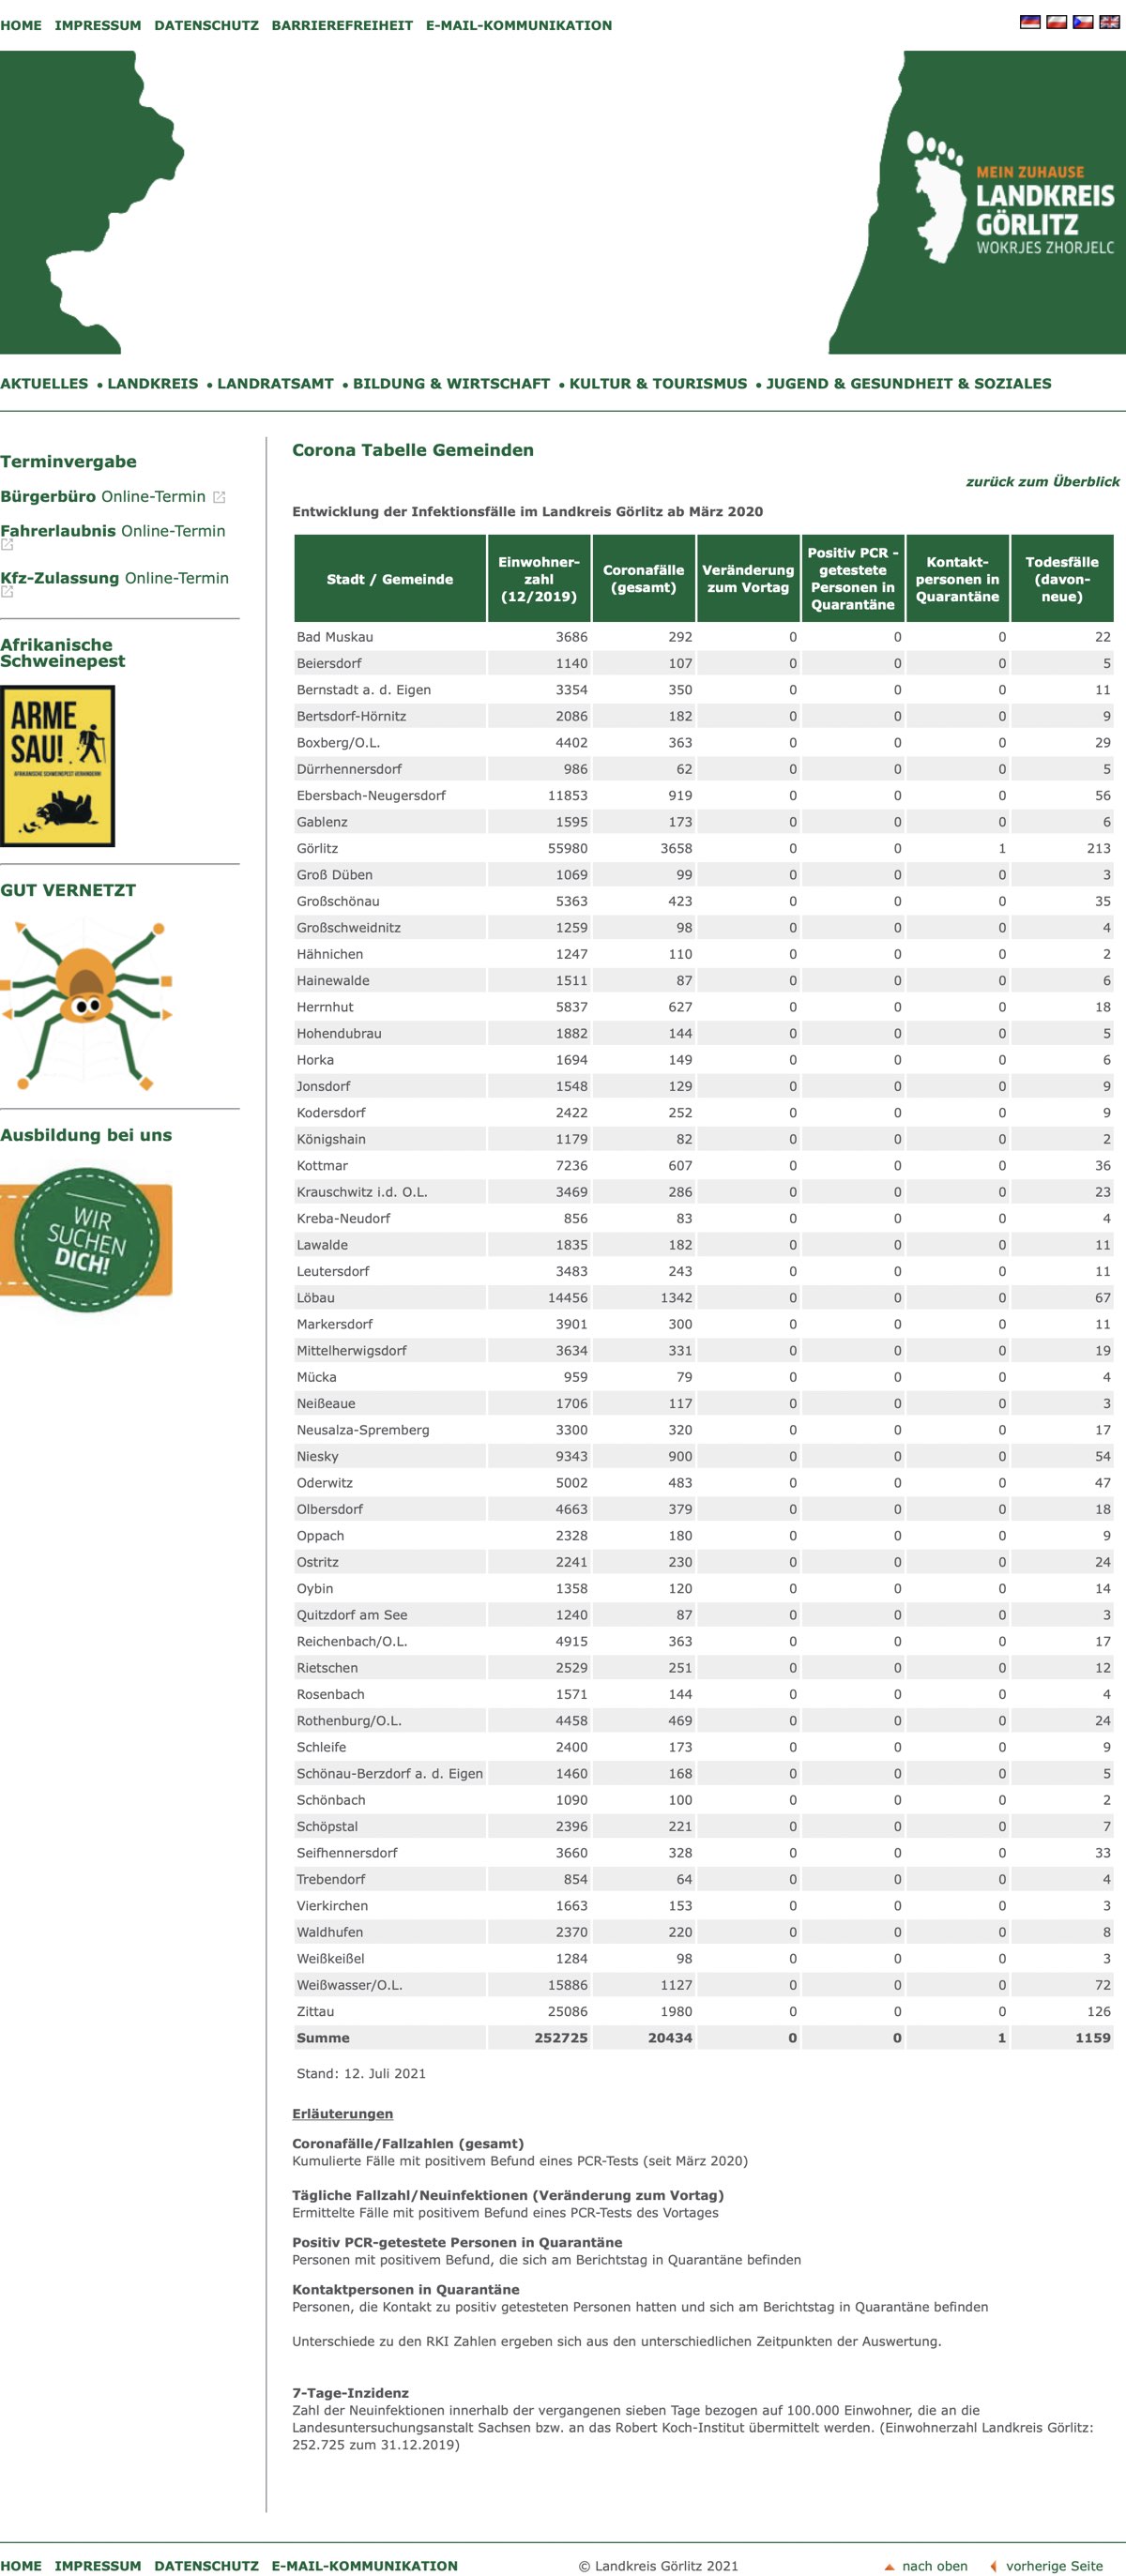 HOME IMPRESSUM DATENSCHUTZ BARRIEREFREIHEIT E-MAIL-KOMMUNIKATION
MEIN ZUHAUSE
LANDKREIS
GÖRLITZ
WOKRJES ZHORJELC
AKTUELLES • LANDKREIS • LANDRATSAMT • BILDUNG & WIRTSCHAFT • KULTUR & TOURISMUS • JUGEND & GESUNDHEIT & SOZIALES
Terminvergabe
Bürgerbüro Online-Termin
Fahrerlaubnis Online-Termin
Kfz-Zulassung Online-Termin
Afrikanische
Schweinepest
ARME
SAU!
AFRIKANISCHE SCHWEINEPEST VERHINDERN!
GUT VERNETZT
Ausbildung bei uns
WIR
SUCHEN
DICH!
Corona Tabelle Gemeinden
zurück zum Überblick
Entwicklung der Infektionsfälle im Landkreis Görlitz ab März 2020
Stadt / Gemeinde Einwohner-zahl (12/2019) Coronafälle (gesamt) Veränderung zum Vortag Positiv PCR - getestete Personen in Quarantäne Kontakt-personen in Quarantäne Todesfälle (davon-neue)
Bad Muskau 3686 292 0 0 0 22
Beiersdorf 1140 107 0 0 0 5
Bernstadt a. d. Eigen 3354 350 0 0 0 11
Bertsdorf-Hörnitz 2086 182 0 0 0 9
Boxberg/O.L. 4402 363 0 0 0 29
Dürrhennersdorf 986 62 0 0 0 5
Ebersbach-Neugersdorf 11853 919 0 0 0 56
Gablenz 1595 173 0 0 0 6
Görlitz 55980 3658 0 0 1 213
Groß Düben 1069 99 0 0 0 3
Großschönau 5363 423 0 0 0 35
Großschweidnitz 1259 98 0 0 0 4
Hähnichen 1247 110 0 0 0 2
Hainewalde 1511 87 0 0 0 6
Herrnhut 5837 627 0 0 0 18
Hohendubrau 1882 144 0 0 0 5
Horka 1694 149 0 0 0 6
Jonsdorf 1548 129 0 0 0 9
Kodersdorf 2422 252 0 0 0 9
Königshain 1179 82 0 0 0 2
Kottmar 7236 607 0 0 0 36
Krauschwitz i.d. O.L. 3469 286 0 0 0 23
Kreba-Neudorf 856 83 0 0 0 4
Lawalde 1835 182 0 0 0 11
Leutersdorf 3483 243 0 0 0 11
Löbau 14456 1342 0 0 0 67
Markersdorf 3901 300 0 0 0 11
Mittelherwigsdorf 3634 331 0 0 0 19
Mücka 959 79 0 0 0 4
Neißeaue 1706 117 0 0 0 3
Neusalza-Spremberg 3300 320 0 0 0 17
Niesky 9343 900 0 0 0 54
Oderwitz 5002 483 0 0 0 47
Olbersdorf 4663 379 0 0 0 18
Oppach 2328 180 0 0 0 9
Ostritz 2241 230 0 0 0 24
Oybin 1358 120 0 0 0 14
Quitzdorf am See 1240 87 0 0 0 3
Reichenbach/O.L. 4915 363 0 0 0 17
Rietschen 2529 251 0 0 0 12
Rosenbach 1571 144 0 0 0 4
Rothenburg/O.L. 4458 469 0 0 0 24
Schleife 2400 173 0 0 0 9
Schönau-Berzdorf a. d. Eigen 1460 168 0 0 0 5
Schönbach 1090 100 0 0 0 2
Schöpstal 2396 221 0 0 0 7
Seifhennersdorf 3660 328 0 0 0 33
Trebendorf 854 64 0 0 0 4
Vierkirchen 1663 153 0 0 0 3
Waldhufen 2370 220 0 0 0 8
Weißkeißel 1284 98 0 0 0 3
Weißwasser/O.L. 15886 1127 0 0 0 72
Zittau 25086 1980 0 0 0 126
Summe 252725 20434 0 0 1 1159
Stand: 12. Juli 2021
Erläuterungen
Coronafälle/Fallzahlen (gesamt)
Kumulierte Fälle mit positivem Befund eines PCR-Tests (seit März 2020)
Tägliche Fallzahl/Neuinfektionen (Veränderung zum Vortag)
Ermittelte Fälle mit positivem Befund eines PCR-Tests des Vortages
Positiv PCR-getestete Personen in Quarantäne
Personen mit positivem Befund, die sich am Berichtstag in Quarantäne befinden
Kontaktpersonen in Quarantäne
Personen, die Kontakt zu positiv getesteten Personen hatten und sich am Berichtstag in Quarantäne befinden
Unterschiede zu den RKI Zahlen ergeben sich aus den unterschiedlichen Zeitpunkten der Auswertung.
7-Tage-Inzidenz
Zahl der Neuinfektionen innerhalb der vergangenen sieben Tage bezogen auf 100.000 Einwohner, die an die
Landesuntersuchungsanstalt Sachsen bzw. an das Robert Koch-Institut übermittelt werden. (Einwohnerzahl Landkreis Görlitz:
252.725 zum 31.12.2019)
HOME IMPRESSUM DATENSCHUTZ E-MAIL-KOMMUNIKATION © Landkreis Görlitz 2021 nach oben vorherige Seite